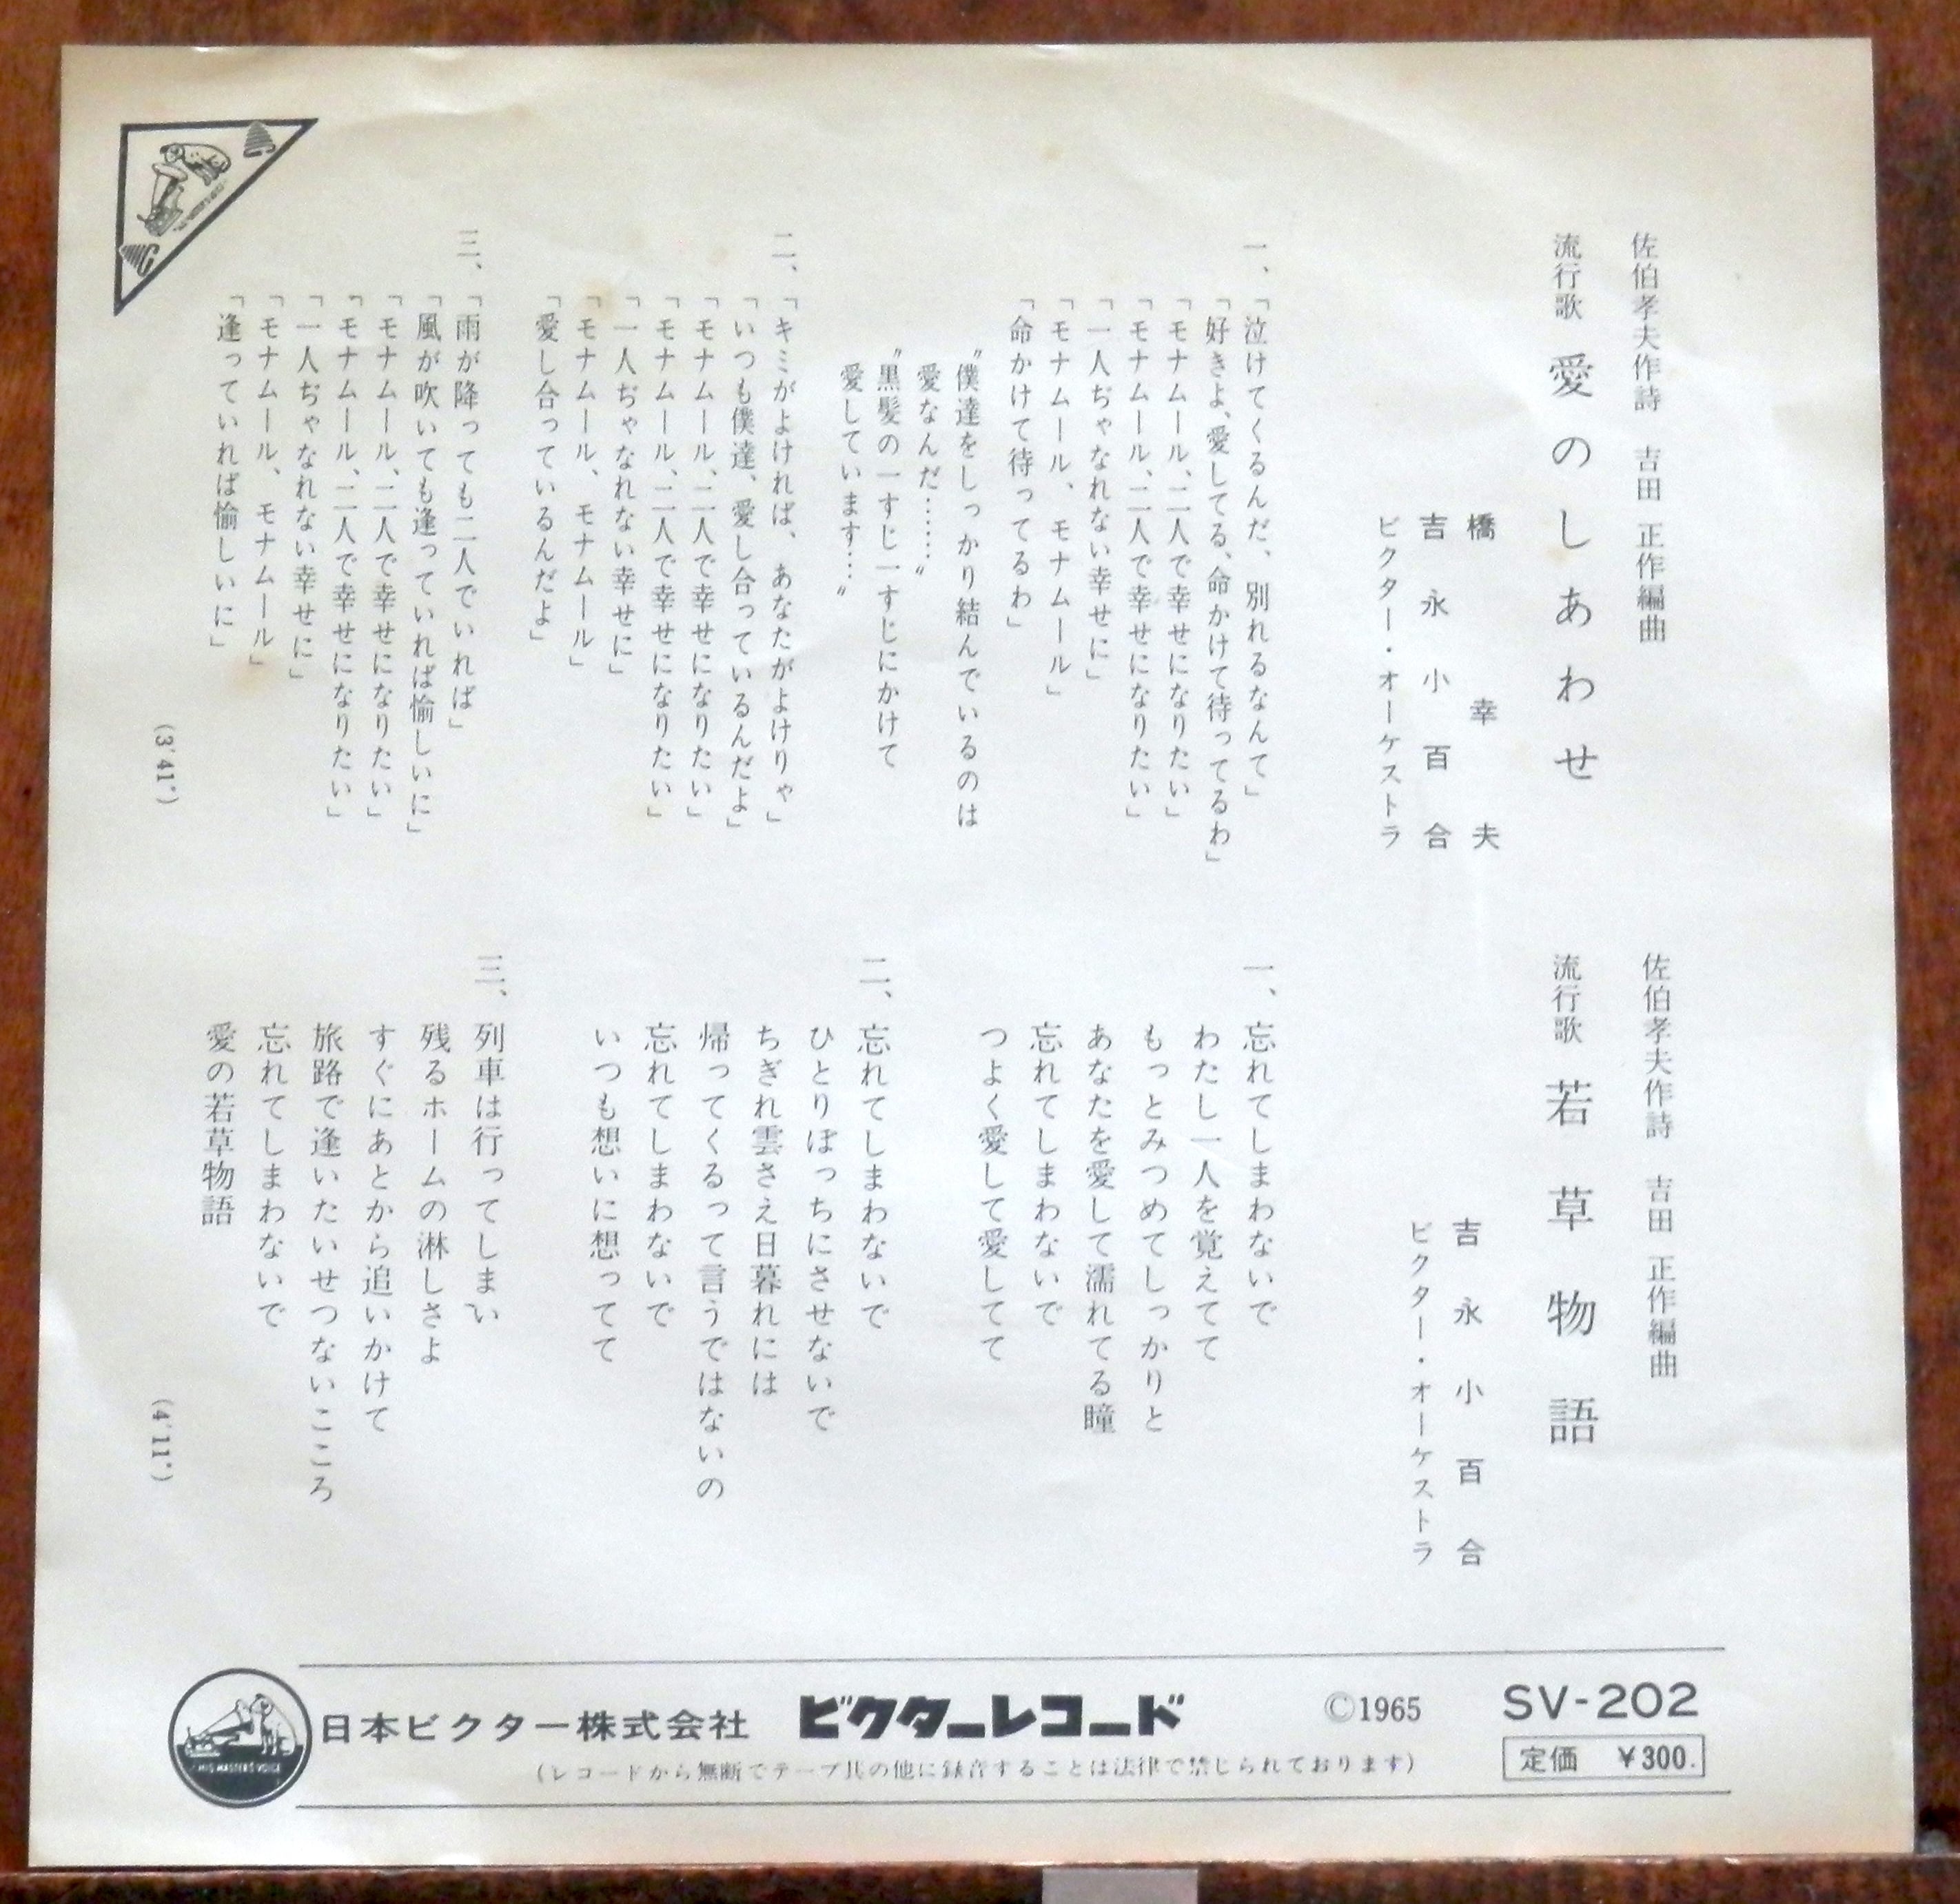 佐伯孝夫作詩 吉田 正作編曲
流行歌 愛のしあわせ
橋幸夫
吉永小百合
ビクター・オーケストラ
一、「泣けてくるんだ、別れるなんて」
「好きよ、愛してる、命かけて待ってるわ」
「モナムール、二人で幸せになりたい」
「モナムール、二人で幸せになりたい」
「一人ぢゃなれない幸せに」
「モナムール、モナムール」
「命かけて待ってるわ」
〝僕達をしっかり結んでいるのは
愛なんだ……〟
〝黒髪の一すじ一すじにかけて
愛しています…〟
二、「キミがよければ、あなたがよけりゃ」
「いつも僕達、愛し合っているんだよ」
「モナムール、二人で幸せになりたい」
「モナムール、二人で幸せになりたい」
「一人ぢゃなれない幸せに」
「モナムール、モナムール」
「愛し合っているんだよ」
三、「雨が降っても二人でいれば」
「風が吹いても逢っていれば愉しいに」
「モナムール、二人で幸せになりたい」
「モナムール、二人で幸せになりたい」
「一人ぢゃなれない幸せに」
「モナムール、モナムール」
「逢っていれば愉しいに」
(3'41")
佐伯孝夫作詩 吉田 正作編曲
流行歌 若草物語
吉永小百合
ビクター・オーケストラ
一、忘れてしまわないで
わたし一人を覚えてて
もっとみつめてしっかりと
あなたを愛して濡れてる瞳
忘れてしまわないで
つよく愛して愛してて
二、忘れてしまわないで
ひとりぼっちにさせないで
ちぎれ雲さえ日暮れには
帰ってくるって言うではないの
忘れてしまわないで
いつも想いに想ってて
三、列車は行ってしまい
残るホームの淋しさよ
すぐにあとから追いかけて
旅路で逢いたいせつないこころ
忘れてしまわないで
愛の若草物語
(4'11")
日本ビクター株式会社 ビクターレコード ©1965 SV-202
(レコードから無断でテープ其の他に録音することは法律で禁じられております) 定価 ¥300.
"HIS MASTER'S VOICE"